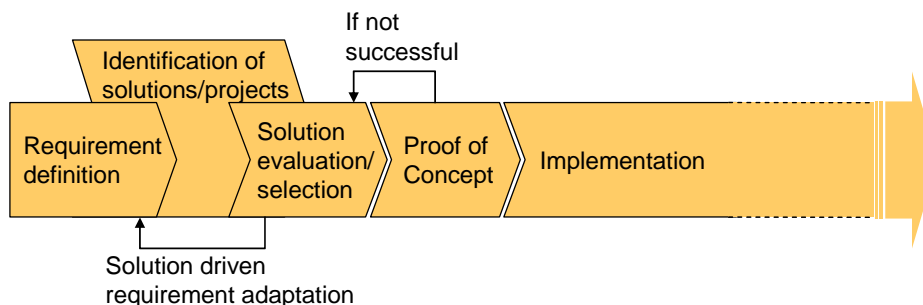 If not
successful
Identification of
solutions/projects
Requirement
definition
Solution
evaluation/
selection
Proof of
Concept
Implementation
Solution driven
requirement adaptation